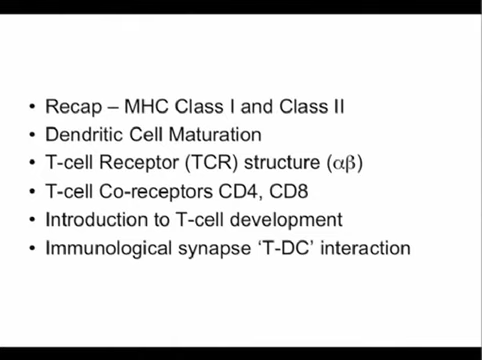 • Recap – MHC Class I and Class II
• Dendritic Cell Maturation
• T-cell Receptor (TCR) structure (αβ)
• T-cell Co-receptors CD4, CD8
• Introduction to T-cell development
• Immunological synapse ‘T-DC’ interaction